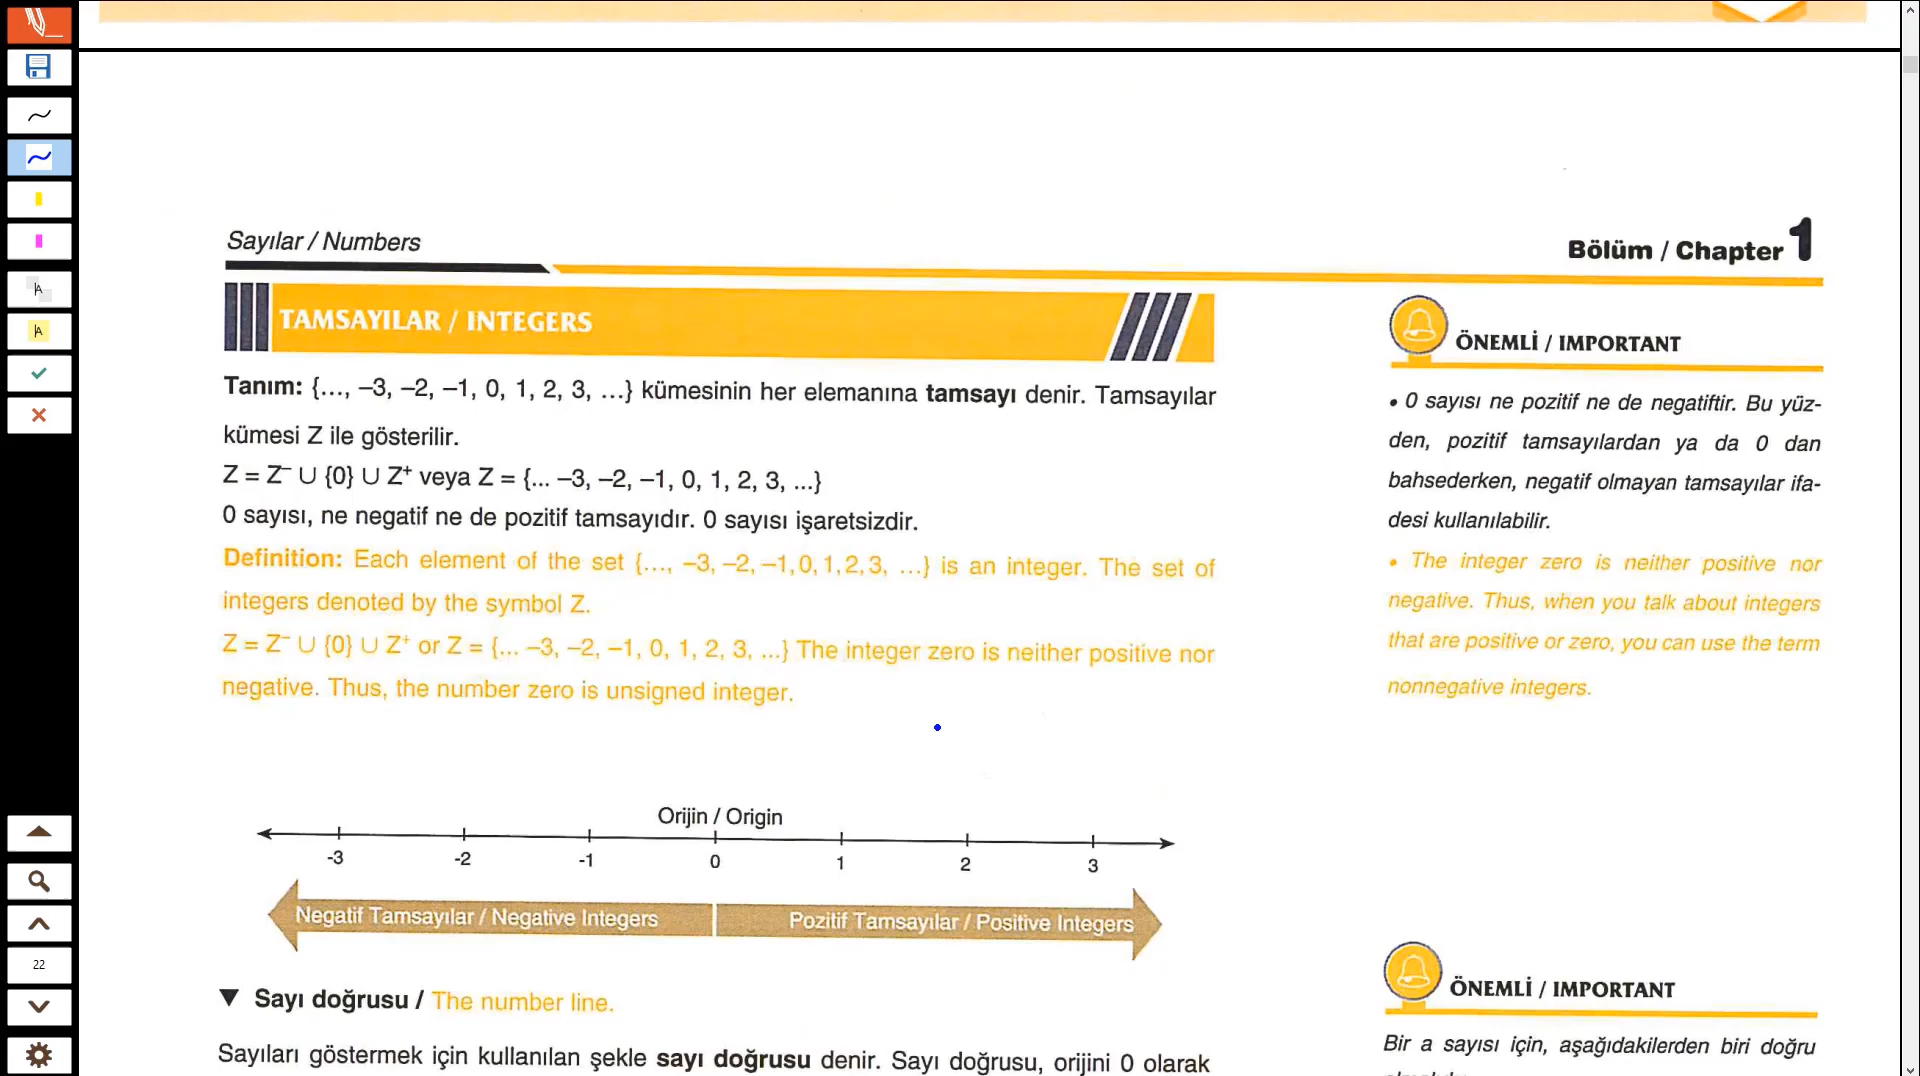 Sayılar / Numbers
Bölüm / Chapter 1
TAMSAYILAR / INTEGERS
Tanım: {..., –3, –2, –1, 0, 1, 2, 3, ...} kümesinin her elemanına tamsayı denir. Tamsayılar
kümesi Z ile gösterilir.
Z = Z⁻ ∪ {0} ∪ Z⁺ veya Z = {... –3, –2, –1, 0, 1, 2, 3, ...}
0 sayısı, ne negatif ne de pozitif tamsayıdır. 0 sayısı işaretsizdir.
Definition: Each element of the set {..., –3, –2, –1, 0, 1, 2, 3, ...} is an integer. The set of
integers denoted by the symbol Z.
Z = Z⁻ ∪ {0} ∪ Z⁺ or Z = {... –3, –2, –1, 0, 1, 2, 3, ...} The integer zero is neither positive nor
negative. Thus, the number zero is unsigned integer.
Orijin / Origin
-3 -2 -1 0 1 2 3
Negatif Tamsayılar / Negative Integers Pozitif Tamsayılar / Positive Integers
▼ Sayı doğrusu / The number line.
Sayıları göstermek için kullanılan şekle sayı doğrusu denir. Sayı doğrusu, orijini 0 olarak
ÖNEMLİ / IMPORTANT
• 0 sayısı ne pozitif ne de negatiftir. Bu yüz-
den, pozitif tamsayılardan ya da 0 dan
bahsederken, negatif olmayan tamsayılar ifa-
desi kullanılabilir.
• The integer zero is neither positive nor
negative. Thus, when you talk about integers
that are positive or zero, you can use the term
nonnegative integers.
ÖNEMLİ / IMPORTANT
Bir a sayısı için, aşağıdakilerden biri doğru
A
A
22